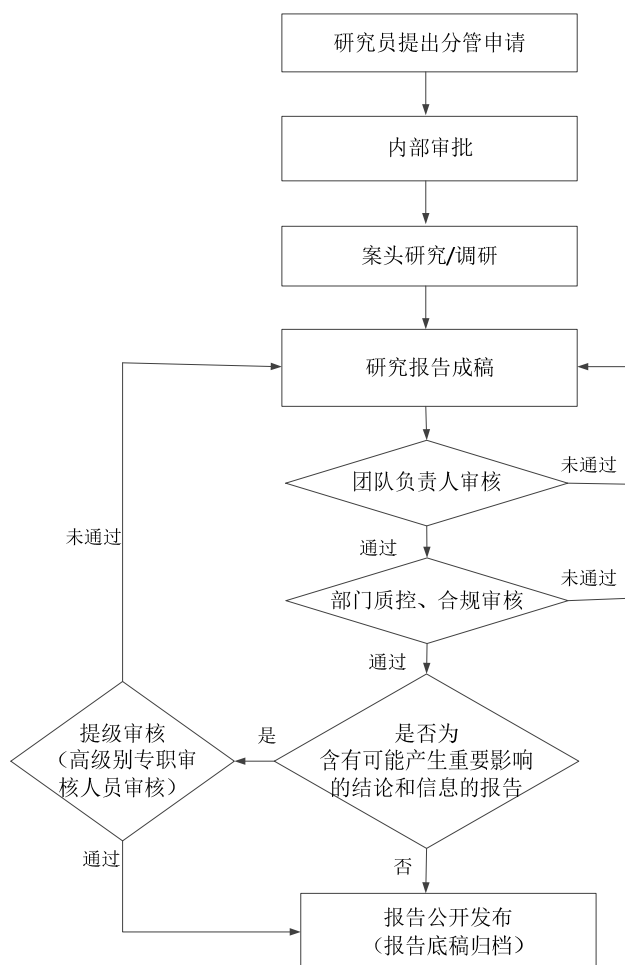 研究员提出分管申请
内部审批
案头研究/调研
研究报告成稿
团队负责人审核
未通过
通过
未通过
部门质控、合规审核
未通过
通过
提级审核
（高级别专职审
核人员审核）
是
是否为
含有可能产生重要影响
的结论和信息的报告
通过
否
报告公开发布
（报告底稿归档）